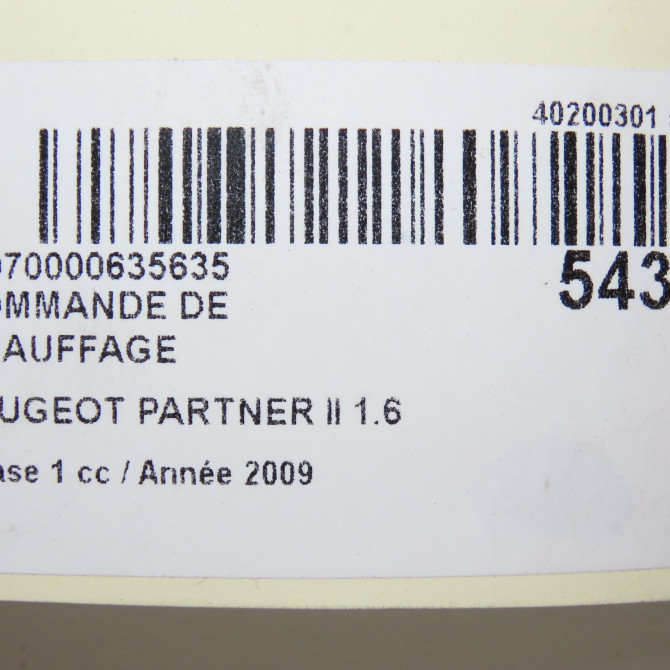 40200301
070000635635
543
OMMANDE DE
AUFFAGE
UGEOT PARTNER II 1.6
ase 1 cc / Année 2009